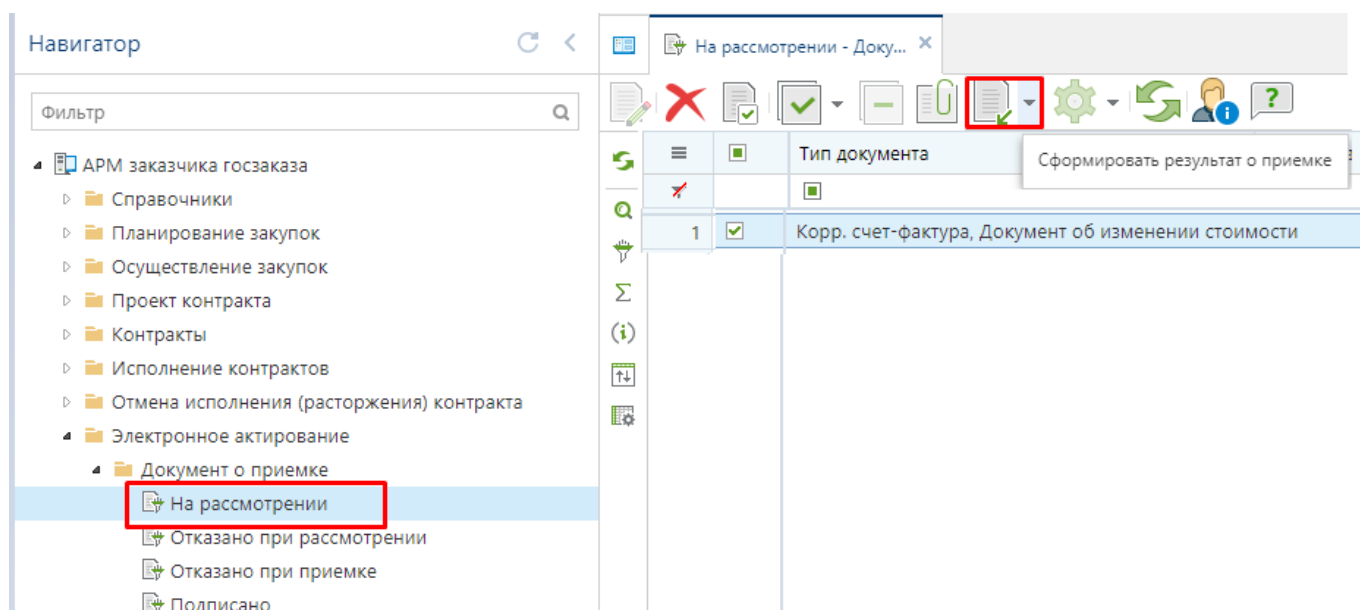 Навигатор
Фильтр
АРМ заказчика госзаказа
Справочники
Планирование закупок
Осуществление закупок
Проект контракта
Контракты
Исполнение контрактов
Отмена исполнения (расторжения) контракта
Электронное актирование
Документ о приемке
На рассмотрении
Отказано при рассмотрении
Отказано при приемке
Подписано
На рассмотрении - Доку...
Тип документа
Сформировать результат о приемке
1 Корр. счет-фактура, Документ об изменении стоимости